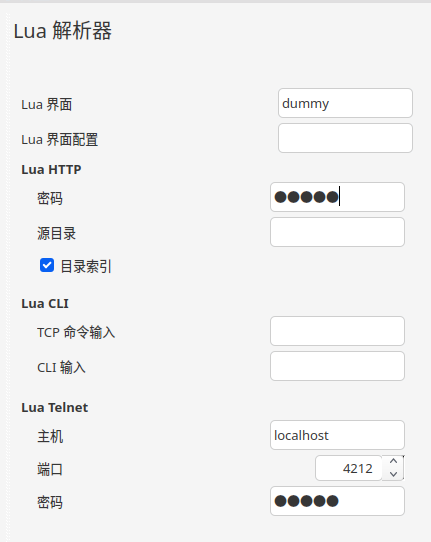 Lua 解析器
Lua 界面 dummy
Lua 界面配置
Lua HTTP
密码 ●●●●●
源目录
目录索引
Lua CLI
TCP 命令输入
CLI 输入
Lua Telnet
主机 localhost
端口 4212
密码 ●●●●●